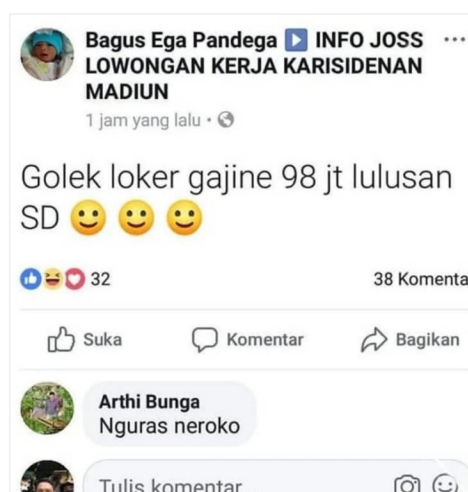 Bagus Ega Pandega ▶ INFO JOSS
LOWONGAN KERJA KARISIDENAN
MADIUN
1 jam yang lalu •
Golek loker gajine 98 jt lulusan
SD 🙂 🙂 🙂
32
38 Komenta
Suka
Komentar
Bagikan
Arthi Bunga
Nguras neroko
Tulis komentar